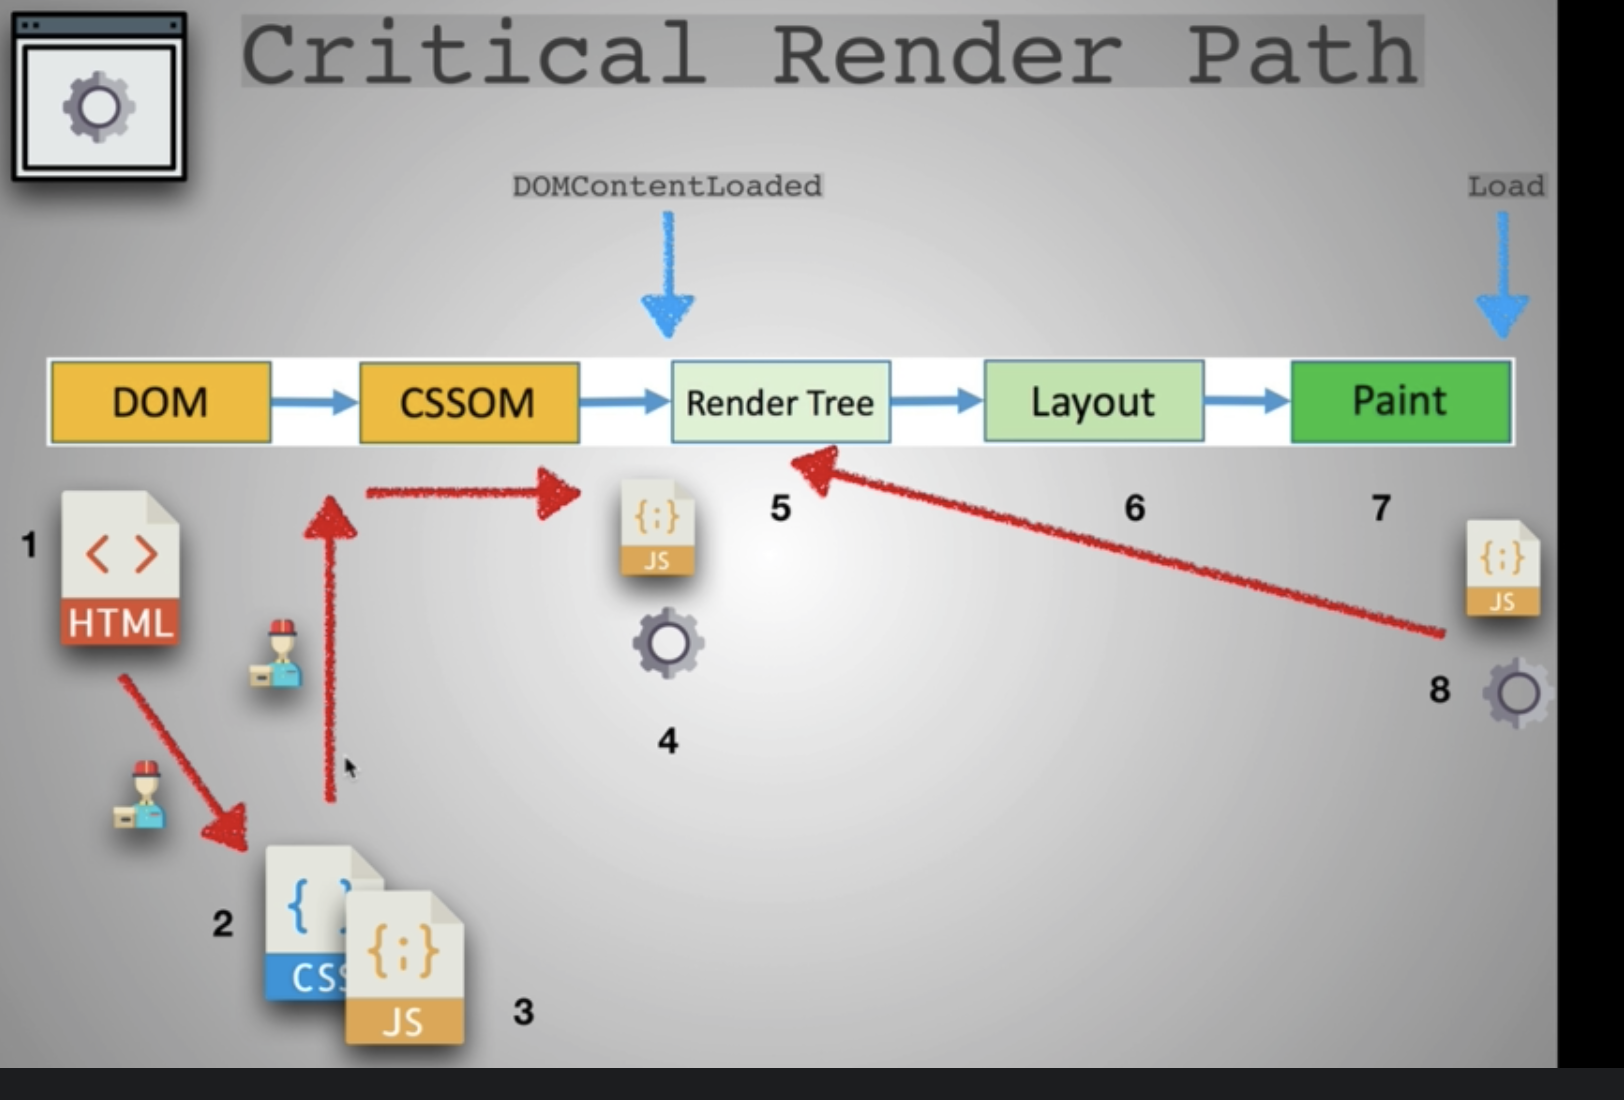 Critical Render Path
DOMContentLoaded
Load
DOM
CSSOM
Render Tree
Layout
Paint
1
HTML
{;}
JS
5
6
7
{;}
JS
4
8
2
{ }
CSS
{;}
JS
3